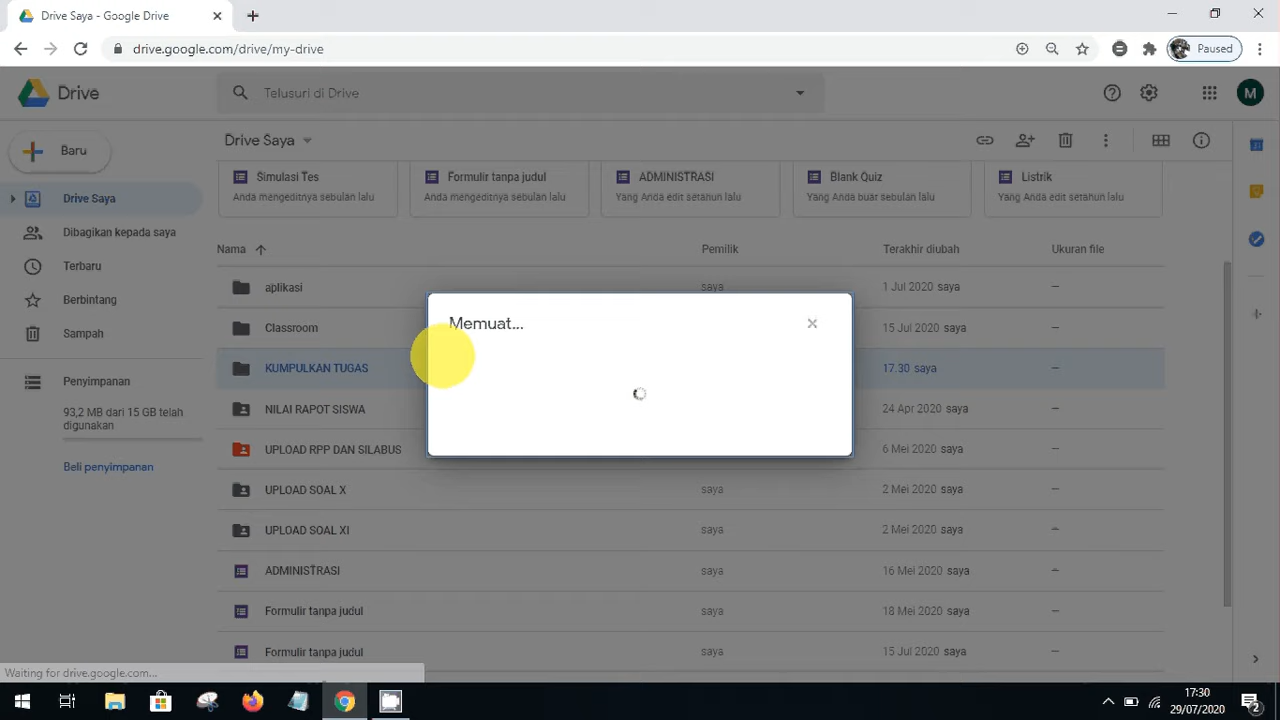 Drive Saya - Google Drive
drive.google.com/drive/my-drive
Paused
Drive
Telusuri di Drive
M
Baru
Drive Saya
Drive Saya
Dibagikan kepada saya
Terbaru
Berbintang
Sampah
Penyimpanan
93,2 MB dari 15 GB telah
digunakan
Beli penyimpanan
Simulasi Tes
Anda mengeditnya sebulan lalu
Formulir tanpa judul
Anda mengeditnya sebulan lalu
ADMINISTRASI
Yang Anda edit setahun lalu
Blank Quiz
Yang Anda buat sebulan lalu
Listrik
Yang Anda edit setahun lalu
Nama Pemilik Terakhir diubah Ukuran file
aplikasi saya 1 Jul 2020 saya —
Classroom 15 Jul 2020 saya —
KUMPULKAN TUGAS 17.30 saya —
NILAI RAPOT SISWA 24 Apr 2020 saya —
UPLOAD RPP DAN SILABUS 6 Mei 2020 saya —
UPLOAD SOAL X saya 2 Mei 2020 saya —
UPLOAD SOAL XI saya 2 Mei 2020 saya —
ADMINISTRASI saya 16 Mei 2020 saya —
Formulir tanpa judul saya 18 Mei 2020 saya —
Formulir tanpa judul saya 15 Jul 2020 saya —
Memuat...
Waiting for drive.google.com...
17:30
29/07/2020
2